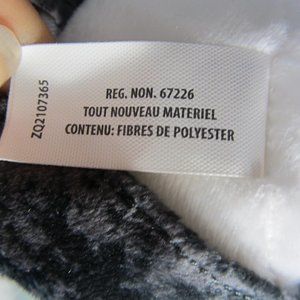 REG. NON. 67226
TOUT NOUVEAU MATERIEL
CONTENU: FIBRES DE POLYESTER
ZQ2107365